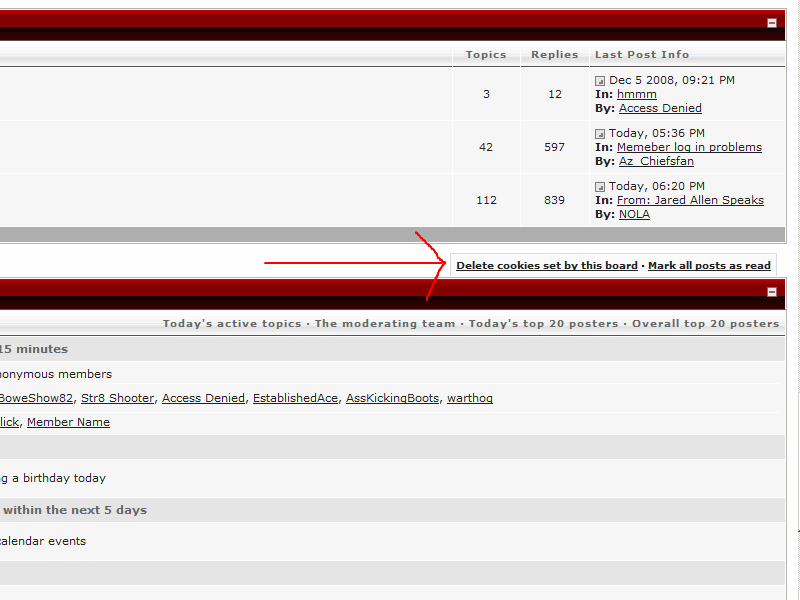 Topics Replies Last Post Info
3 12 Dec 5 2008, 09:21 PM
In: hmmm
By: Access Denied
42 597 Today, 05:36 PM
In: Memeber log in problems
By: Az_Chiefsfan
112 839 Today, 06:20 PM
In: From: Jared Allen Speaks
By: NOLA
Delete cookies set by this board · Mark all posts as read
Today's active topics · The moderating team · Today's top 20 posters · Overall top 20 posters
15 minutes
nonymous members
BoweShow82, Str8 Shooter, Access Denied, EstablishedAce, AssKickingBoots, warthog
lick, Member Name
g a birthday today
within the next 5 days
calendar events